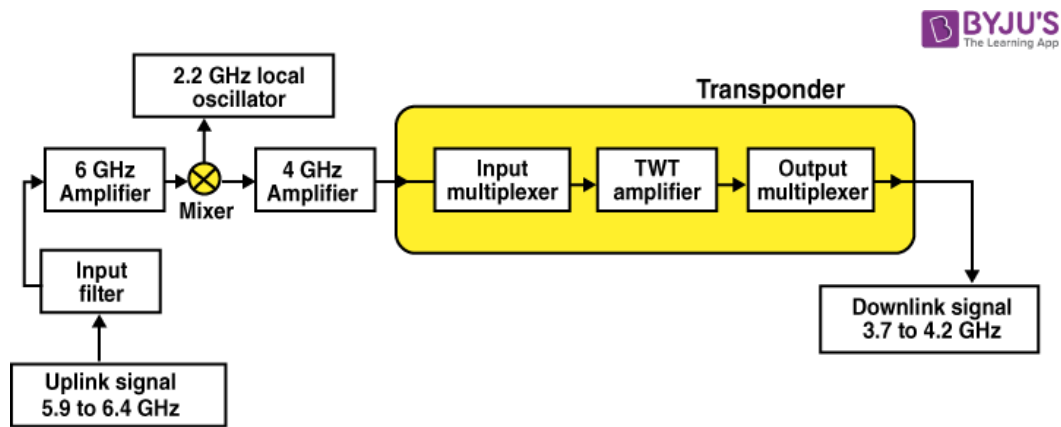 BYJU'S
The Learning App
2.2 GHz local
oscillator
Transponder
6 GHz
Amplifier
Mixer
4 GHz
Amplifier
Input
multiplexer
TWT
amplifier
Output
multiplexer
Input
filter
Downlink signal
3.7 to 4.2 GHz
Uplink signal
5.9 to 6.4 GHz